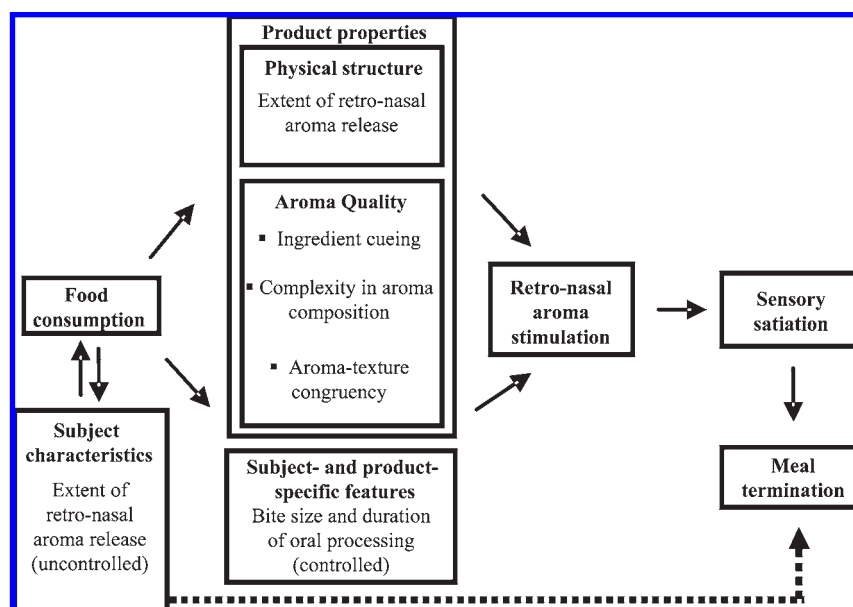 Product properties
Physical structure
Extent of retro-nasal
aroma release
Aroma Quality
▪ Ingredient cueing
▪ Complexity in aroma
composition
▪ Aroma-texture
congruency
Food
consumption
Subject
characteristics
Extent of
retro-nasal
aroma release
(uncontrolled)
Subject- and product-
specific features
Bite size and duration
of oral processing
(controlled)
Retro-nasal
aroma
stimulation
Sensory
satiation
Meal
termination